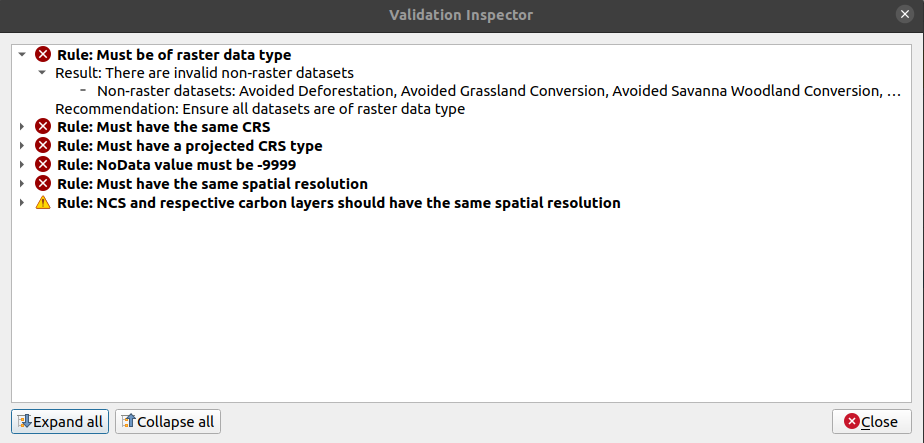 Validation Inspector
Rule: Must be of raster data type
Result: There are invalid non-raster datasets
Non-raster datasets: Avoided Deforestation, Avoided Grassland Conversion, Avoided Savanna Woodland Conversion, ...
Recommendation: Ensure all datasets are of raster data type
Rule: Must have the same CRS
Rule: Must have a projected CRS type
Rule: NoData value must be -9999
Rule: Must have the same spatial resolution
Rule: NCS and respective carbon layers should have the same spatial resolution
Expand all Collapse all Close